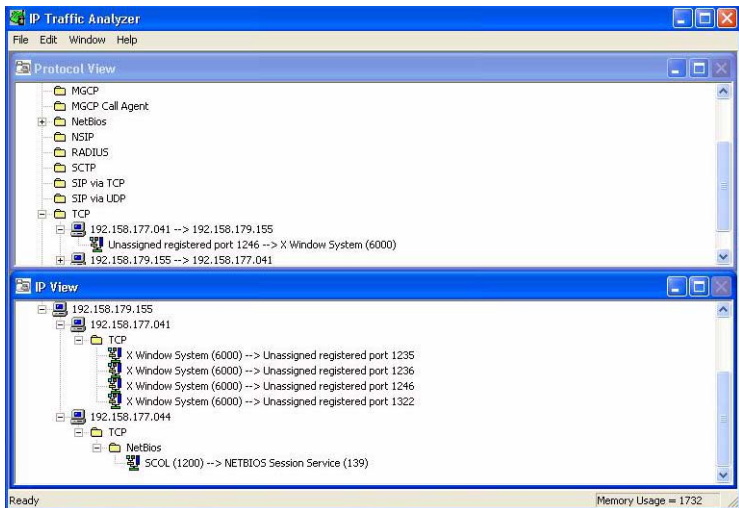 IP Traffic Analyzer
File Edit Window Help
Protocol View
MGCP
MGCP Call Agent
NetBios
NSIP
RADIUS
SCTP
SIP via TCP
SIP via UDP
TCP
192.158.177.041 --> 192.158.179.155
Unassigned registered port 1246 --> X Window System (6000)
192.158.179.155 --> 192.158.177.041
IP View
192.158.179.155
192.158.177.041
TCP
X Window System (6000) --> Unassigned registered port 1235
X Window System (6000) --> Unassigned registered port 1236
X Window System (6000) --> Unassigned registered port 1246
X Window System (6000) --> Unassigned registered port 1322
192.158.177.044
TCP
NetBios
SCOL (1200) --> NETBIOS Session Service (139)
Ready Memory Usage = 1732